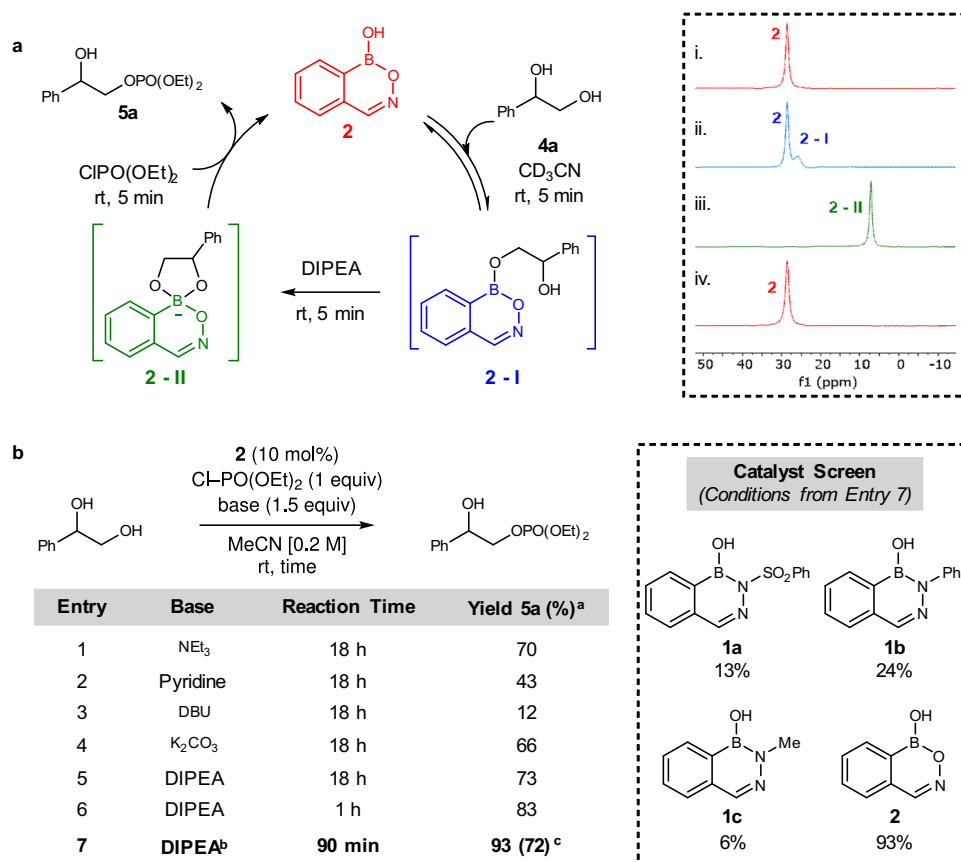 a
OH
Ph
OPO(OEt)2
5a
ClPO(OEt)2
rt, 5 min
OH
B
O
N
2
OH
OH
Ph
4a
CD3CN
rt, 5 min
Ph
O
O
B
−
O
N
2 - II
DIPEA
rt, 5 min
Ph
O
OH
B
O
N
2 - I
i.
2
ii.
2
2 - I
iii.
2 - II
iv.
2
50 40 30 20 10 0 -10
f1 (ppm)
b
OH
OH
Ph
2 (10 mol%)
Cl–PO(OEt)2 (1 equiv)
base (1.5 equiv)
MeCN [0.2 M]
rt, time
OH
Ph
OPO(OEt)2
Entry Base Reaction Time Yield 5a (%)a
1 NEt3 18 h 70
2 Pyridine 18 h 43
3 DBU 18 h 12
4 K2CO3 18 h 66
5 DIPEA 18 h 73
6 DIPEA 1 h 83
7 DIPEAb 90 min 93 (72)c
Catalyst Screen
(Conditions from Entry 7)
OH
B
N
SO2Ph
N
1a
13%
OH
B
N
Ph
N
1b
24%
OH
B
N
Me
N
1c
6%
OH
B
O
N
2
93%